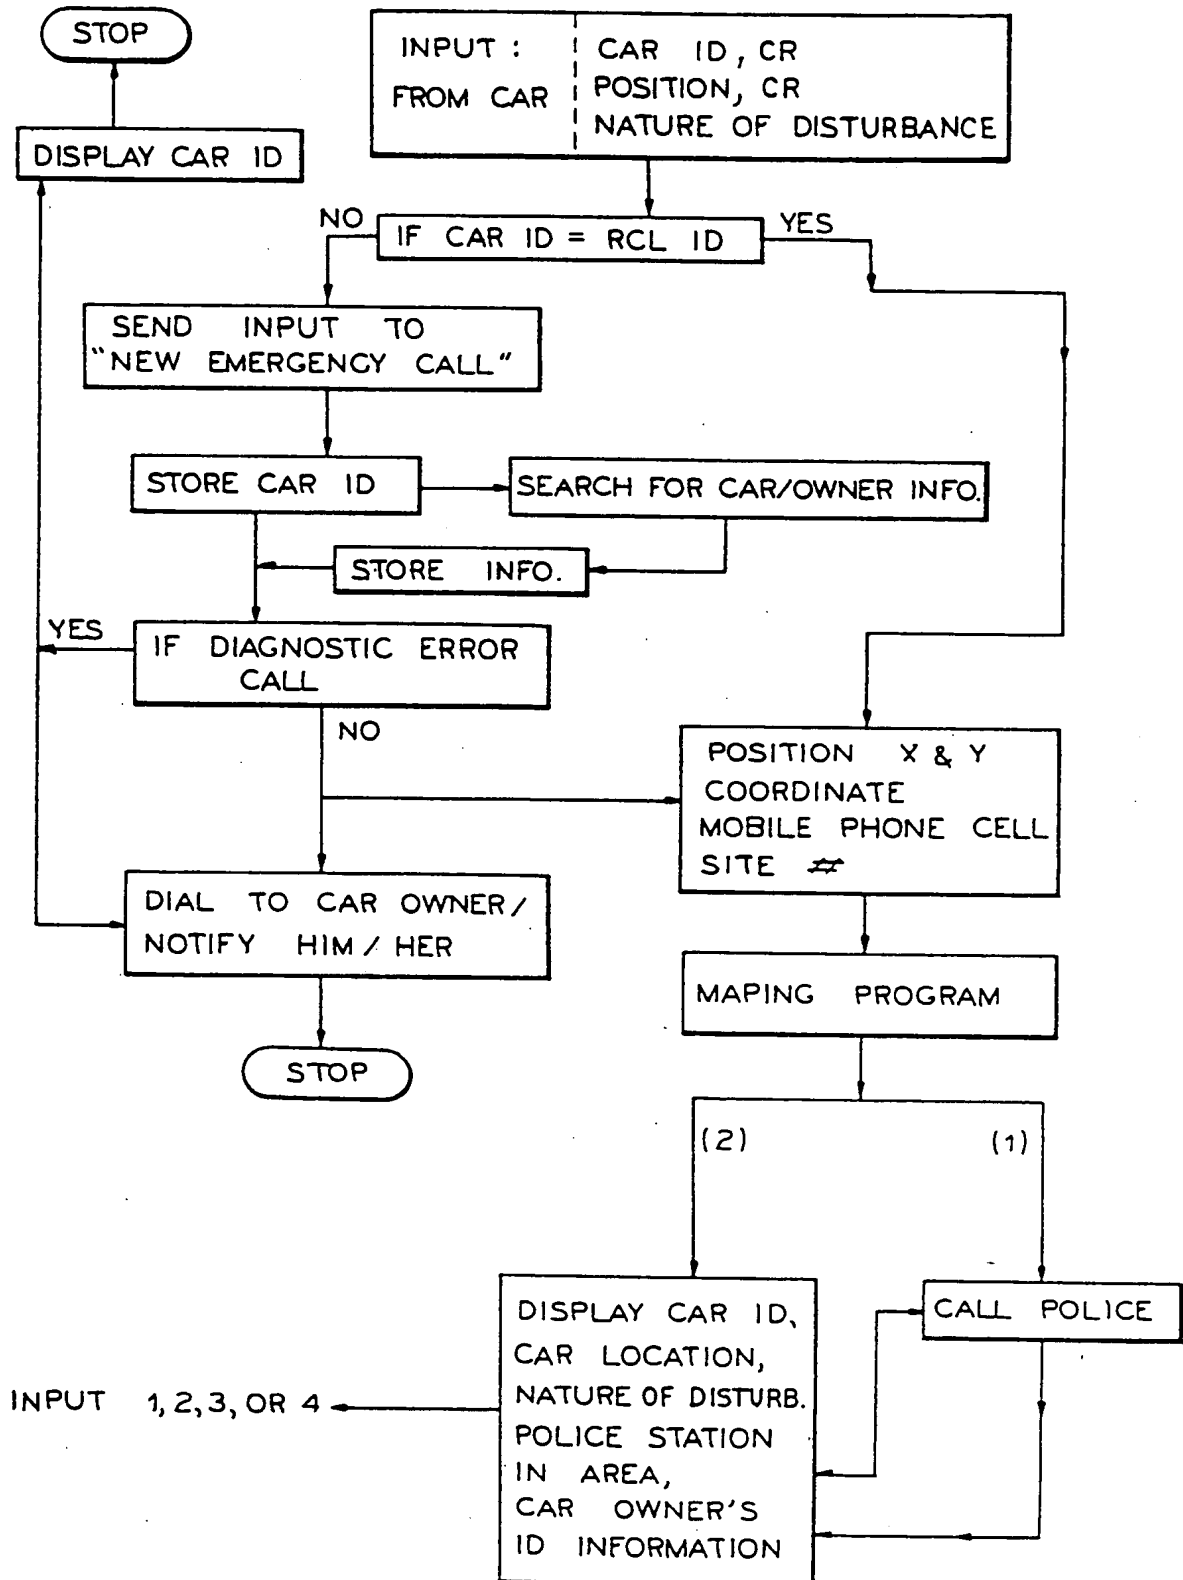 STOP
INPUT :
FROM CAR
CAR ID, CR
POSITION, CR
NATURE OF DISTURBANCE
DISPLAY CAR ID
NO
IF CAR ID = RCL ID
YES
SEND INPUT TO
"NEW EMERGENCY CALL"
STORE CAR ID
SEARCH FOR CAR/OWNER INFO.
STORE INFO.
YES
IF DIAGNOSTIC ERROR
CALL
NO
POSITION X & Y
COORDINATE
MOBILE PHONE CELL
SITE #
DIAL TO CAR OWNER/
NOTIFY HIM/HER
MAPING PROGRAM
STOP
(2)
(1)
DISPLAY CAR ID,
CAR LOCATION,
NATURE OF DISTURB.
POLICE STATION
IN AREA,
CAR OWNER'S
ID INFORMATION
CALL POLICE
INPUT 1,2,3, OR 4